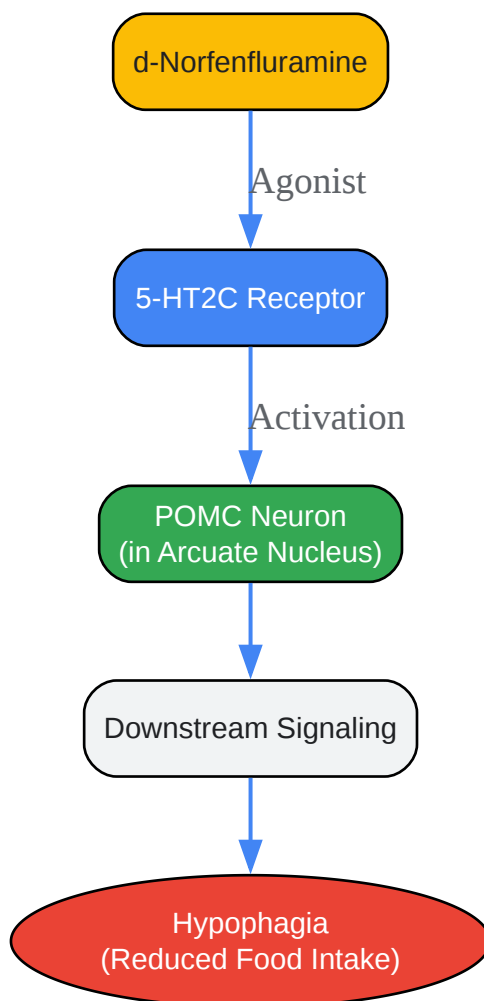 d-Norfenfluramine
Agonist
5-HT2C Receptor
Activation
POMC Neuron
(in Arcuate Nucleus)
Downstream Signaling
Hypophagia
(Reduced Food Intake)